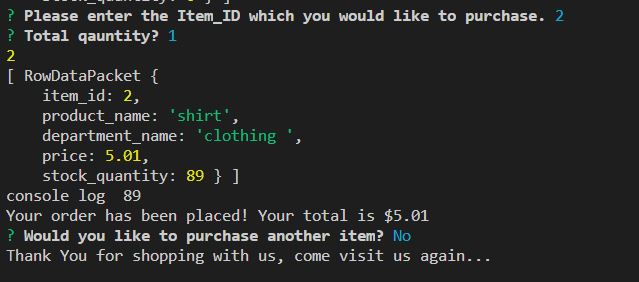 stock_quantity: 89 } ]
? Please enter the Item_ID which you would like to purchase. 2
? Total qauntity? 1
2
[ RowDataPacket {
item_id: 2,
product_name: 'shirt',
department_name: 'clothing ',
price: 5.01,
stock_quantity: 89 } ]
console log  89
Your order has been placed! Your total is $5.01
? Would you like to purchase another item? No
Thank You for shopping with us, come visit us again...